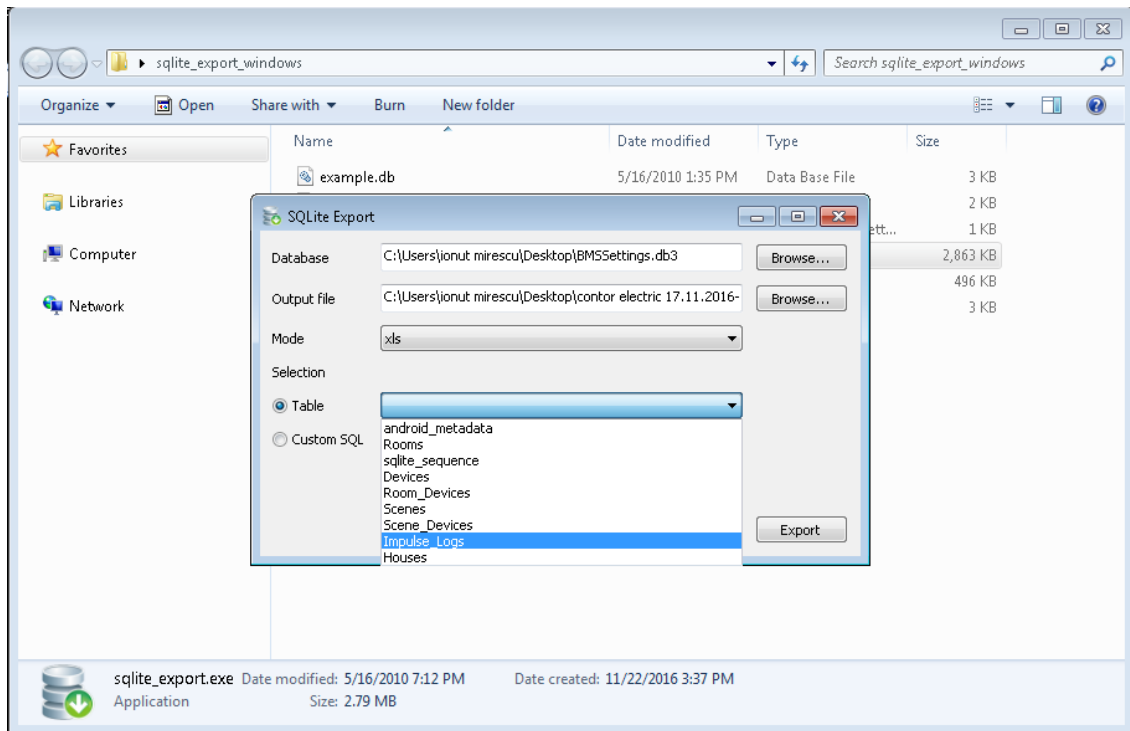 sqlite_export_windows
Search sqlite_export_windows
Organize Open Share with Burn New folder
Favorites
Libraries
Computer
Network
Name Date modified Type Size
example.db 5/16/2010 1:35 PM Data Base File 3 KB
2 KB
ett... 1 KB
2,863 KB
496 KB
3 KB
SQLite Export
Database C:\Users\ionut mirescu\Desktop\BMSSettings.db3 Browse...
Output file C:\Users\ionut mirescu\Desktop\contor electric 17.11.2016- Browse...
Mode xls
Selection
Table
Custom SQL
android_metadata
Rooms
sqlite_sequence
Devices
Room_Devices
Scenes
Scene_Devices
Impulse_Logs
Houses
Export
sqlite_export.exe Date modified: 5/16/2010 7:12 PM Date created: 11/22/2016 3:37 PM
Application Size: 2.79 MB